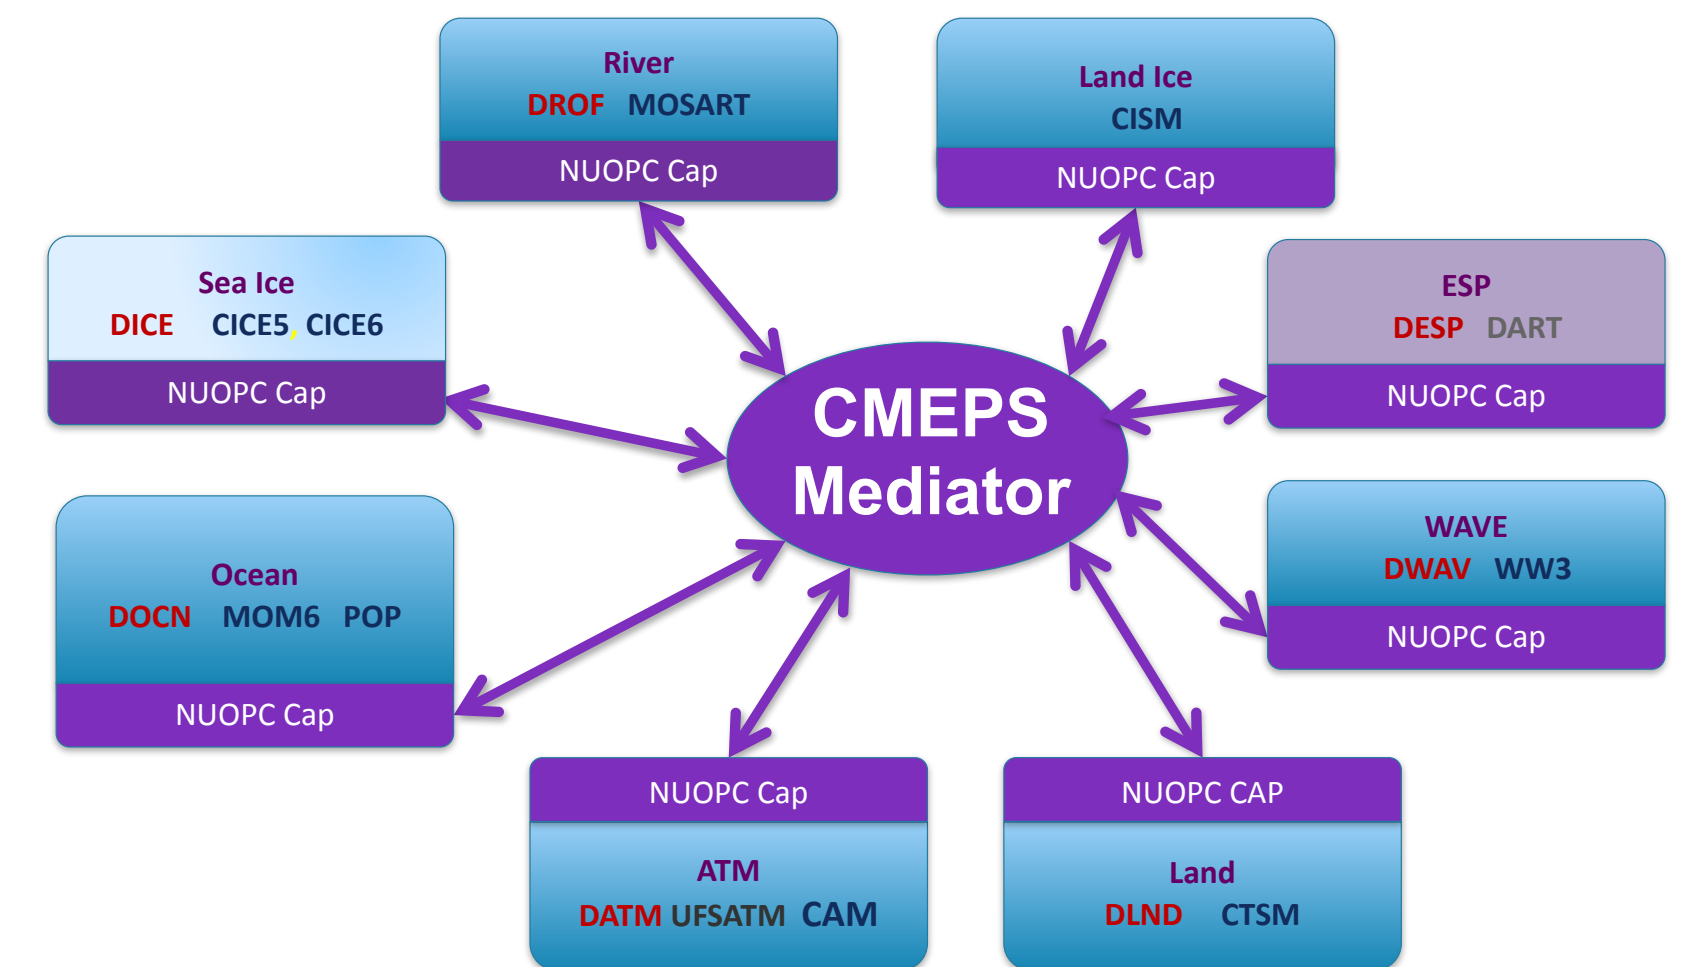 River
DROF MOSART
NUOPC Cap
Land Ice
CISM
NUOPC Cap
Sea Ice
DICE CICE5, CICE6
NUOPC Cap
ESP
DESP DART
NUOPC Cap
CMEPS
Mediator
Ocean
DOCN MOM6 POP
NUOPC Cap
WAVE
DWAV WW3
NUOPC Cap
NUOPC Cap
ATM
DATM UFSATM CAM
NUOPC CAP
Land
DLND CTSM